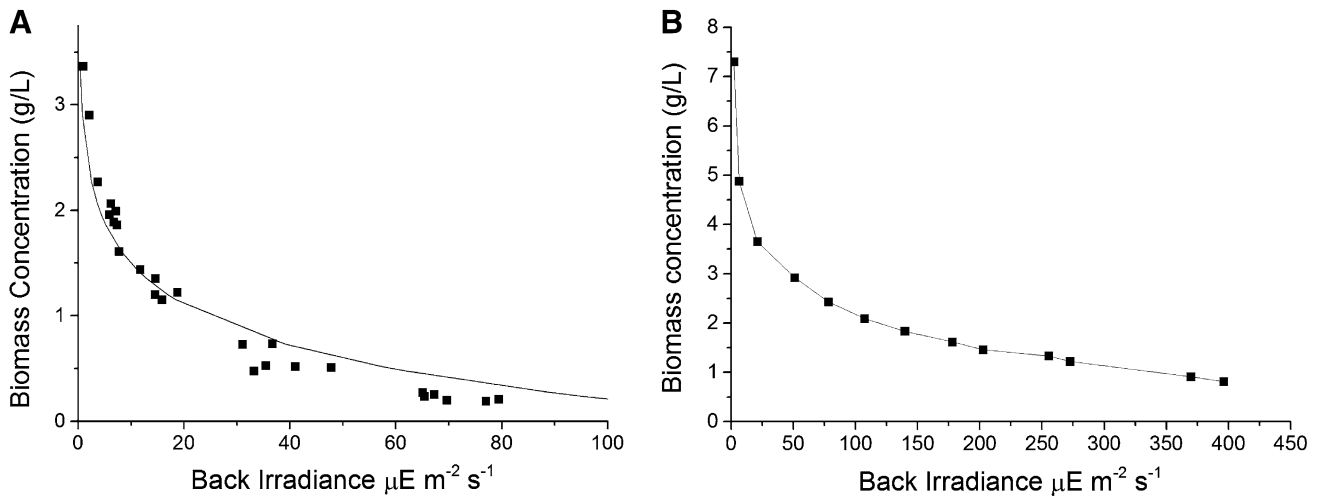 A
Biomass Concentration (g/L)
3
2
1
0
0 20 40 60 80 100
Back Irradiance μE m⁻² s⁻¹
B
Biomass concentration (g/L)
8
7
6
5
4
3
2
1
0
0 50 100 150 200 250 300 350 400 450
Back Irradiance μE m⁻² s⁻¹